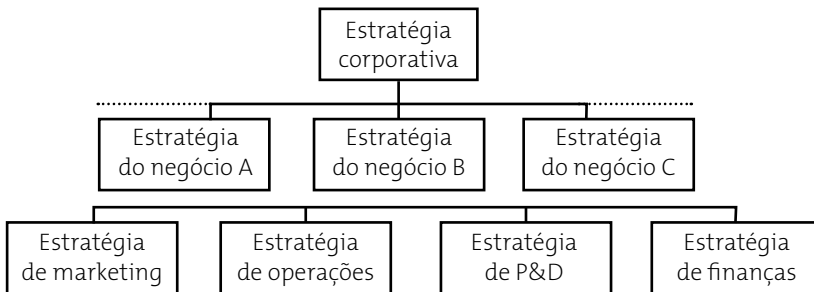 Estratégia
corporativa
Estratégia
do negócio A
Estratégia
do negócio B
Estratégia
do negócio C
Estratégia
de marketing
Estratégia
de operações
Estratégia
de P&D
Estratégia
de finanças